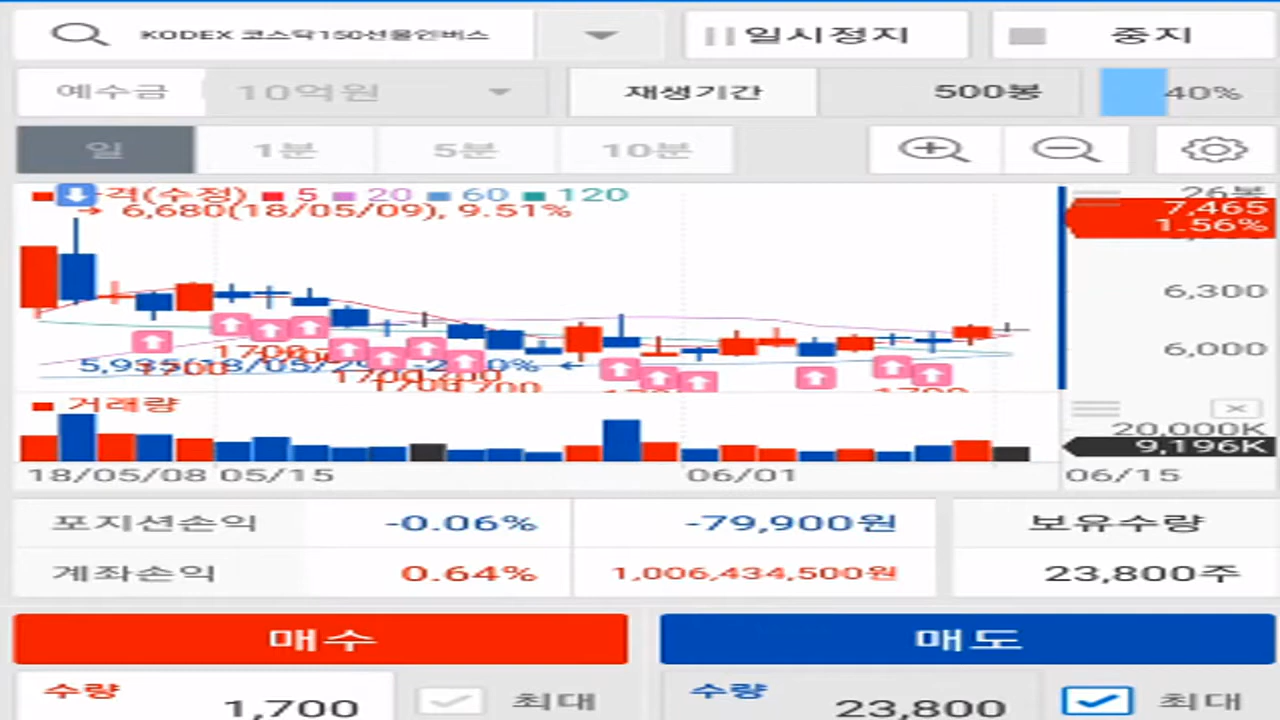 KODEX 코스닥150선물인버스
일시정지
중지
예수금
10억원
재생기간
500봉
40%
일
1분
5분
10분
격(수정) 5 20 60 120
→ 6,680(18/05/09), 9.51%
26봉
7,465
1.56%
6,300
6,000
1700
1700
거래량
20,000K
9,196K
18/05/08 05/15
06/01
06/15
포지션손익
-0.06%
-79,900원
보유수량
계좌손익
0.64%
1,006,434,500원
23,800주
매수
매도
수량
1,700
최대
수량
23,800
최대